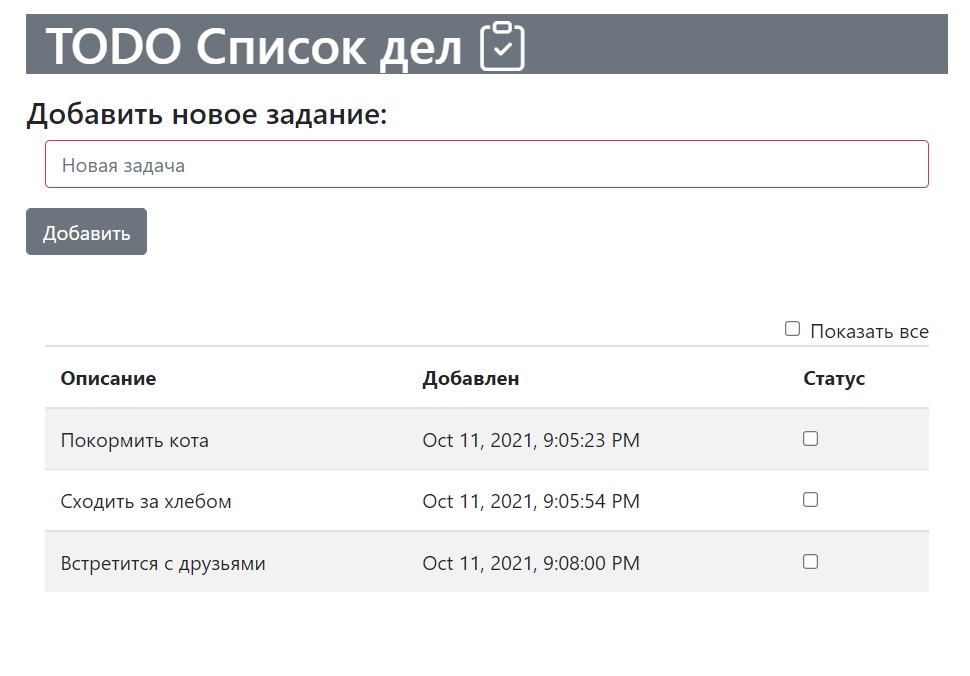 TODO Список дел
Добавить новое задание:
Новая задача
Добавить
Показать все
Описание Добавлен Статус
Покормить кота Oct 11, 2021, 9:05:23 PM
Сходить за хлебом Oct 11, 2021, 9:05:54 PM
Встретится с друзьями Oct 11, 2021, 9:08:00 PM